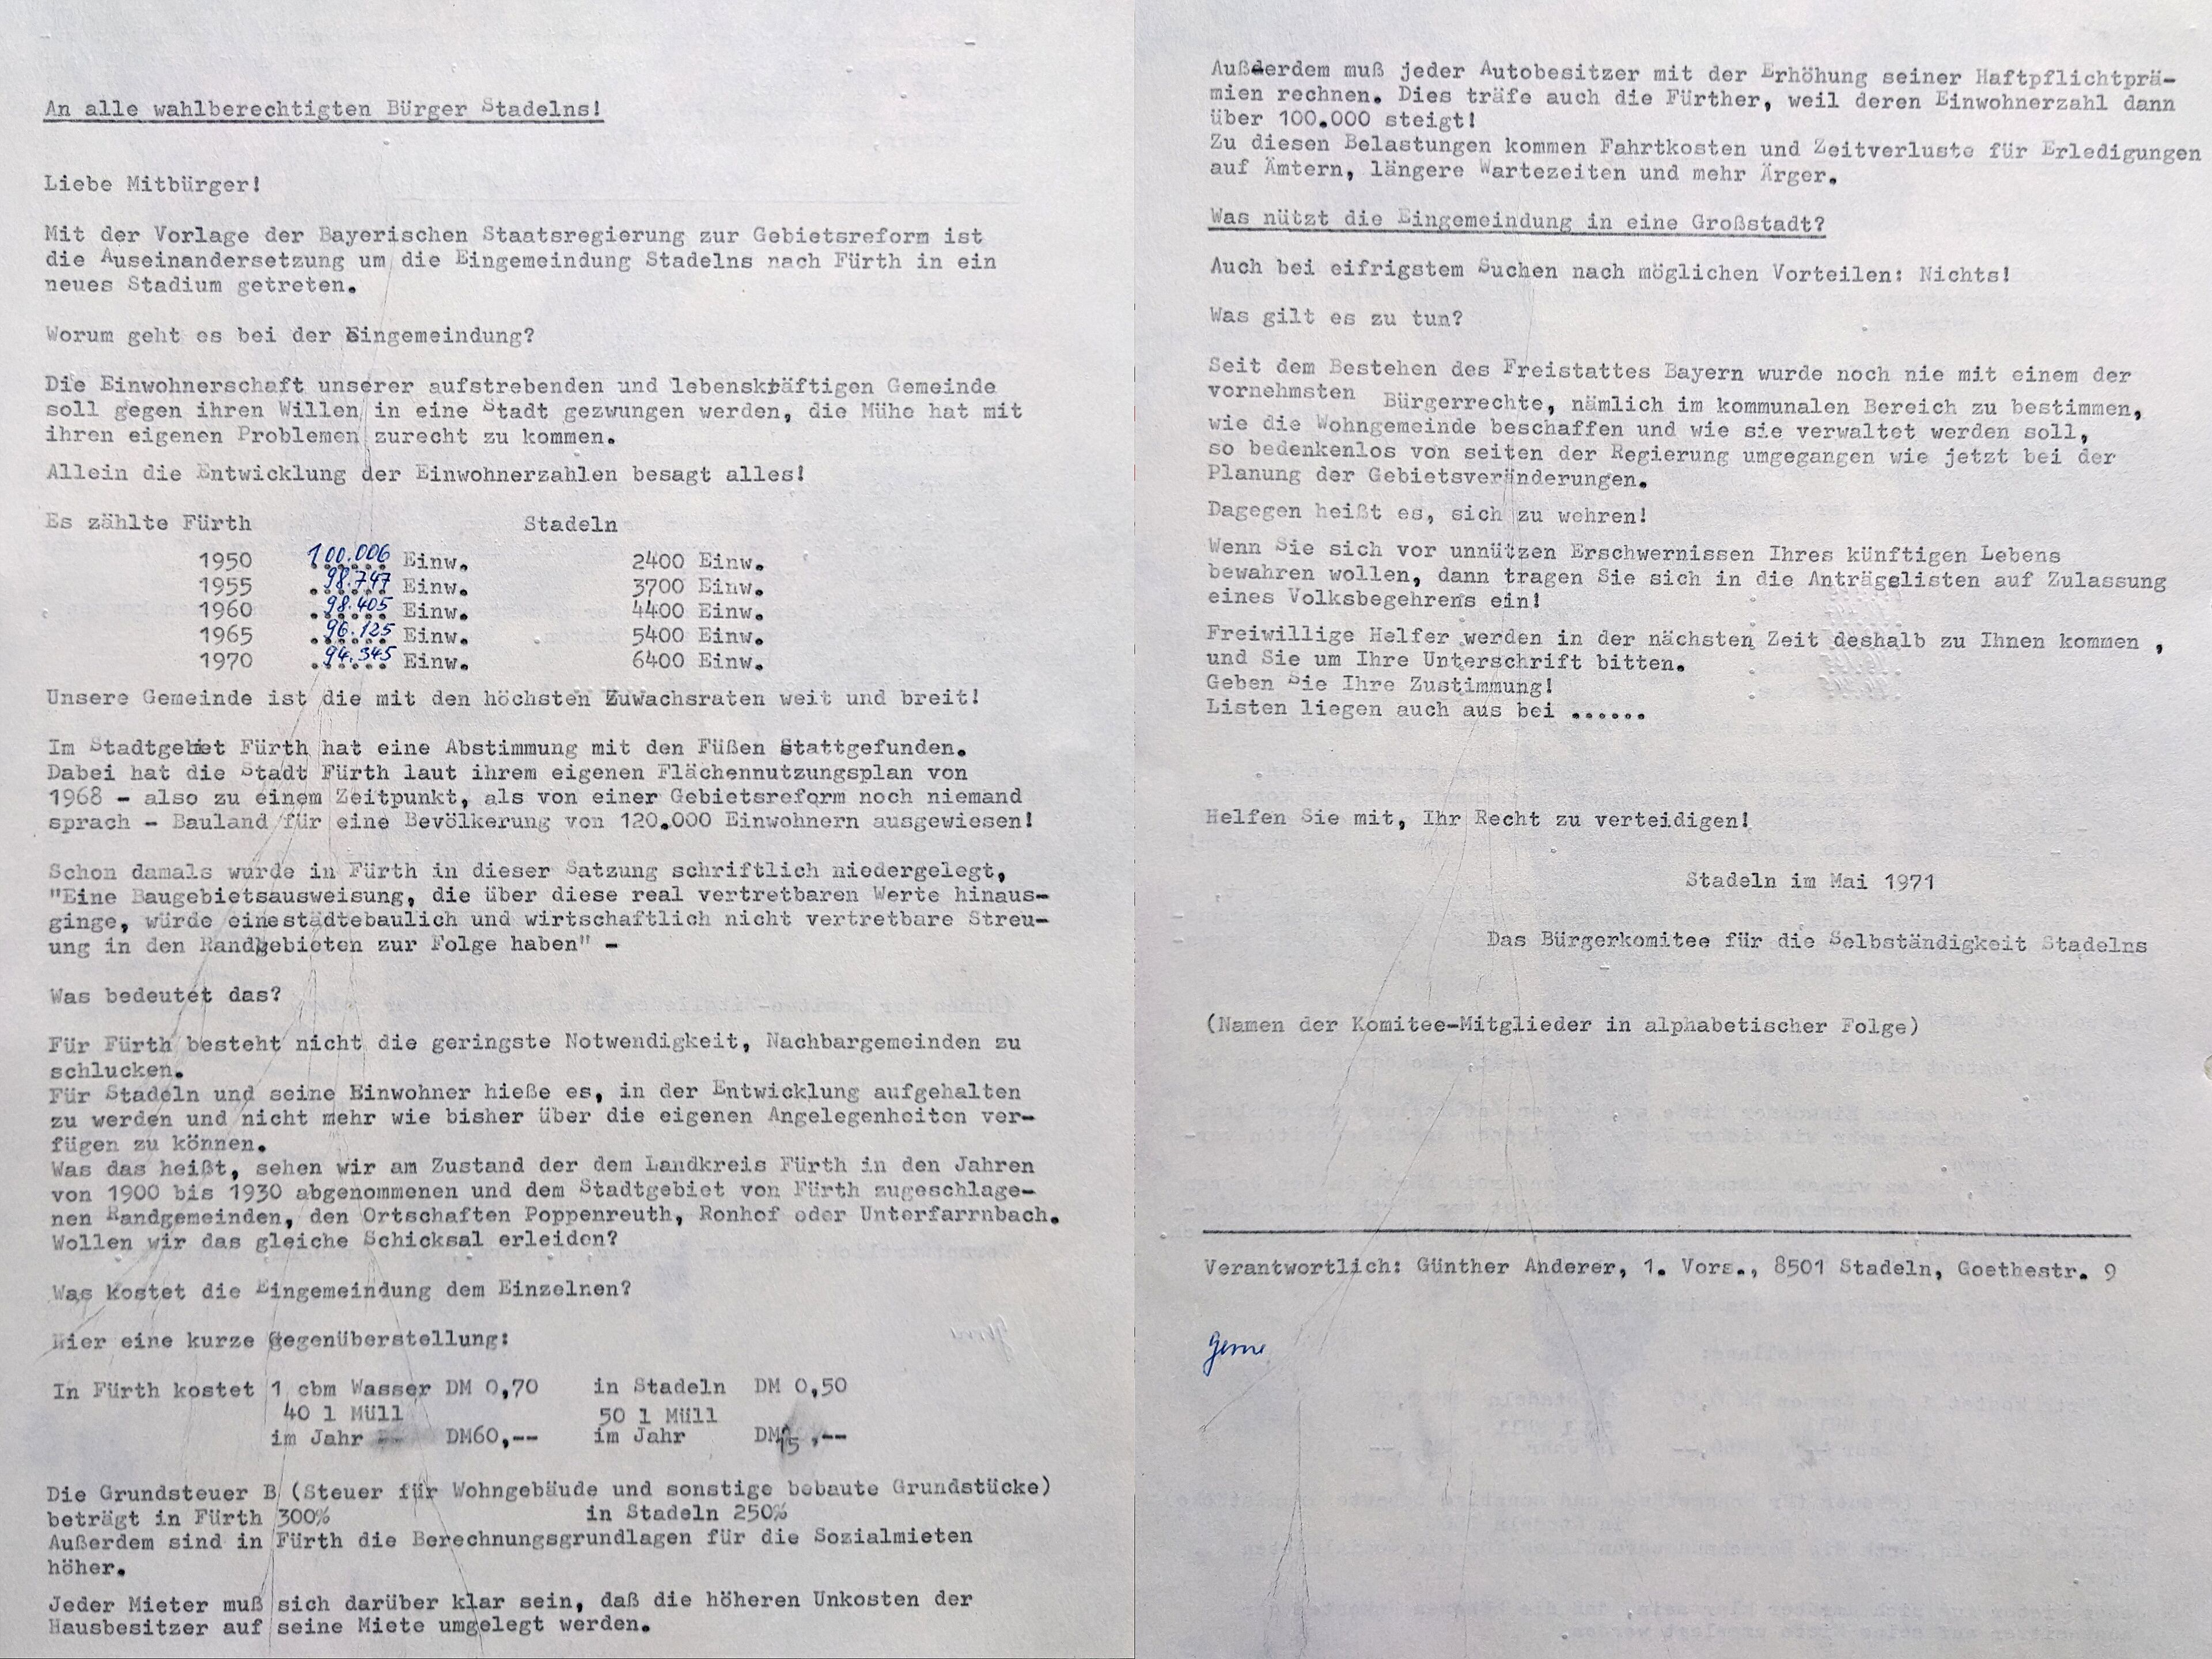 An alle wahlberechtigten Bürger Stadelns!
Liebe Mitbürger!
Mit der Vorlage der Bayerischen Staatsregierung zur Gebietsreform ist
die Auseinandersetzung um die Eingemeindung Stadelns nach Fürth in ein
neues Stadium getreten.
Worum geht es bei der Eingemeindung?
Die Einwohnerschaft unserer aufstrebenden und lebenskräftigen Gemeinde
soll gegen ihren Willen in eine Stadt gezwungen werden, die Mühe hat mit
ihren eigenen Problemen zurecht zu kommen.
Allein die Entwicklung der Einwohnerzahlen besagt alles!
Es zählte Fürth Stadeln
1950 100.006 Einw. 2400 Einw.
1955 98.747 Einw. 3700 Einw.
1960 98.405 Einw. 4400 Einw.
1965 96.125 Einw. 5400 Einw.
1970 94.345 Einw. 6400 Einw.
Unsere Gemeinde ist die mit den höchsten Zuwachsraten weit und breit!
Im Stadtgebiet Fürth hat eine Abstimmung mit den Füßen stattgefunden.
Dabei hat die Stadt Fürth laut ihrem eigenen Flächennutzungsplan von
1968 - also zu einem Zeitpunkt, als von einer Gebietsreform noch niemand
sprach - Bauland für eine Bevölkerung von 120.000 Einwohnern ausgewiesen!
Schon damals wurde in Fürth in dieser Satzung schriftlich niedergelegt,
"Eine Baugebietsausweisung, die über diese real vertretbaren Werte hinaus-
ginge, würde einestädtebaulich und wirtschaftlich nicht vertretbare Streu-
ung in den Randgebieten zur Folge haben" -
Was bedeutet das?
Für Fürth besteht nicht die geringste Notwendigkeit, Nachbargemeinden zu
schlucken.
Für Stadeln und seine Einwohner hieße es, in der Entwicklung aufgehalten
zu werden und nicht mehr wie bisher über die eigenen Angelegenheiten ver-
fügen zu können.
Was das heißt, sehen wir am Zustand der dem Landkreis Fürth in den Jahren
von 1900 bis 1930 abgenommenen und dem Stadtgebiet von Fürth zugeschlage-
nen Randgemeinden, den Ortschaften Poppenreuth, Ronhof oder Unterfarrnbach.
Wollen wir das gleiche Schicksal erleiden?
Was kostet die Eingemeindung dem Einzelnen?
Hier eine kurze Gegenüberstellung:
In Fürth kostet 1 cbm Wasser DM 0,70 in Stadeln DM 0,50
40 l Müll 50 l Müll
im Jahr DM60,-- im Jahr DM 15,--
Die Grundsteuer B (Steuer für Wohngebäude und sonstige bebaute Grundstücke)
beträgt in Fürth 300% in Stadeln 250%
Außerdem sind in Fürth die Berechnungsgrundlagen für die Sozialmieten
höher.
Jeder Mieter muß sich darüber klar sein, daß die höheren Unkosten der
Hausbesitzer auf seine Miete umgelegt werden.
Außerdem muß jeder Autobesitzer mit der Erhöhung seiner Haftpflichtprä-
mien rechnen. Dies träfe auch die Fürther, weil deren Einwohnerzahl dann
über 100.000 steigt!
Zu diesen Belastungen kommen Fahrtkosten und Zeitverluste für Erledigungen
auf Ämtern, längere Wartezeiten und mehr Ärger.
Was nützt die Eingemeindung in eine Großstadt?
Auch bei eifrigstem Suchen nach möglichen Vorteilen: Nichts!
Was gilt es zu tun?
Seit dem Bestehen des Freistattes Bayern wurde noch nie mit einem der
vornehmsten Bürgerrechte, nämlich im kommunalen Bereich zu bestimmen,
wie die Wohngemeinde beschaffen und wie sie verwaltet werden soll,
so bedenkenlos von seiten der Regierung umgegangen wie jetzt bei der
Planung der Gebietsveränderungen.
Dagegen heißt es, sich zu wehren!
Wenn Sie sich vor unnützen Erschwernissen Ihres künftigen Lebens
bewahren wollen, dann tragen Sie sich in die Anträgslisten auf Zulassung
eines Volksbegehrens ein!
Freiwillige Helfer werden in der nächsten Zeit deshalb zu Ihnen kommen ,
und Sie um Ihre Unterschrift bitten.
Geben Sie Ihre Zustimmung!
Listen liegen auch aus bei ......
Helfen Sie mit, Ihr Recht zu verteidigen!
Stadeln im Mai 1971
Das Bürgerkomitee für die Selbständigkeit Stadelns
(Namen der Komitee-Mitglieder in alphabetischer Folge)
Verantwortlich: Günther Anderer, 1. Vors., 8501 Stadeln, Goethestr. 9